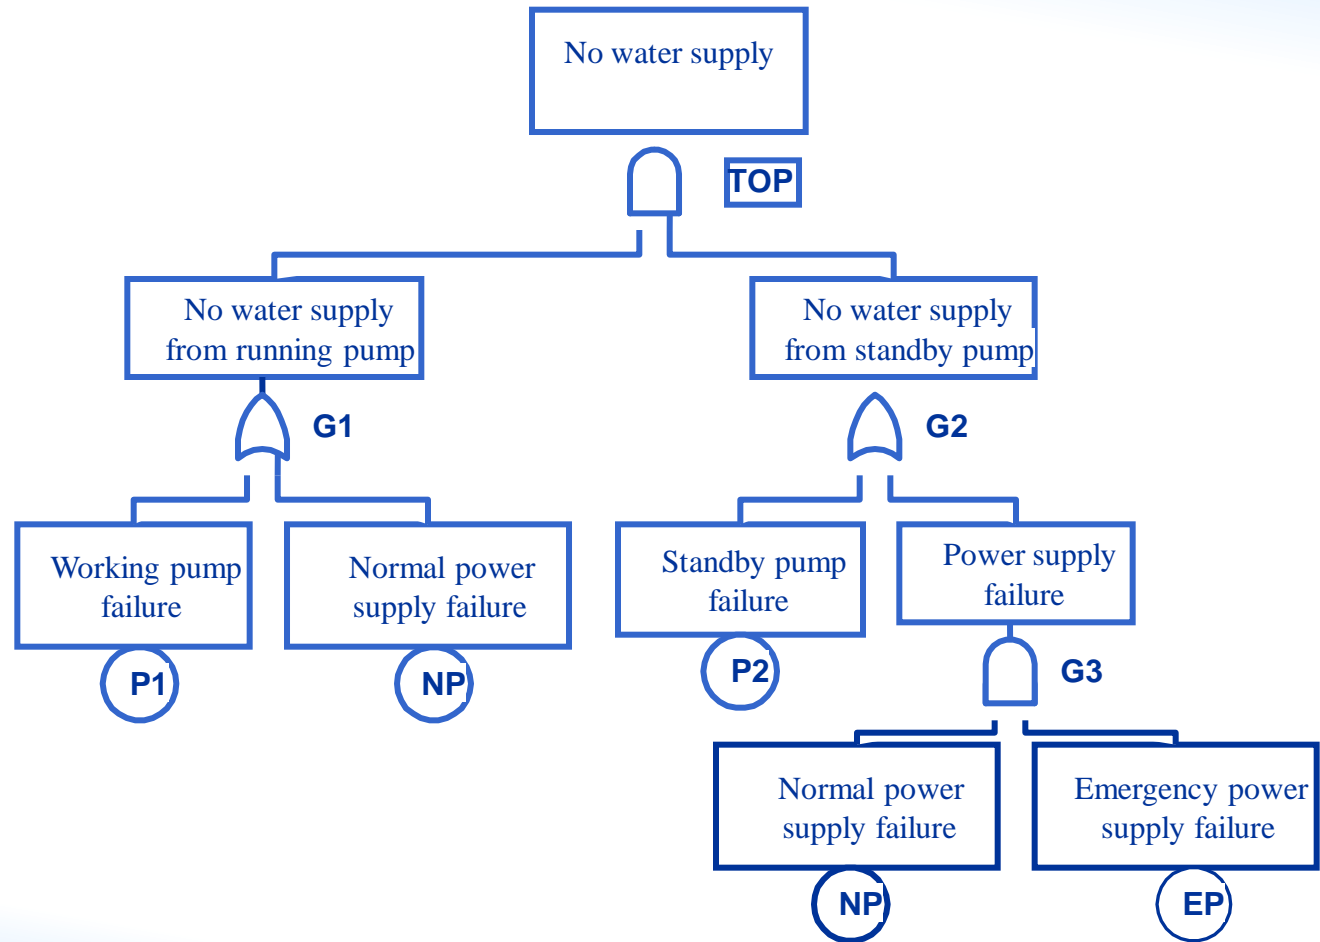 No water supply
TOP
No water supply
from running pump
No water supply
from standby pump
G1
G2
Working pump
failure
Normal power
supply failure
Standby pump
failure
Power supply
failure
P1
NP
P2
G3
Normal power
supply failure
Emergency power
supply failure
NP
EP